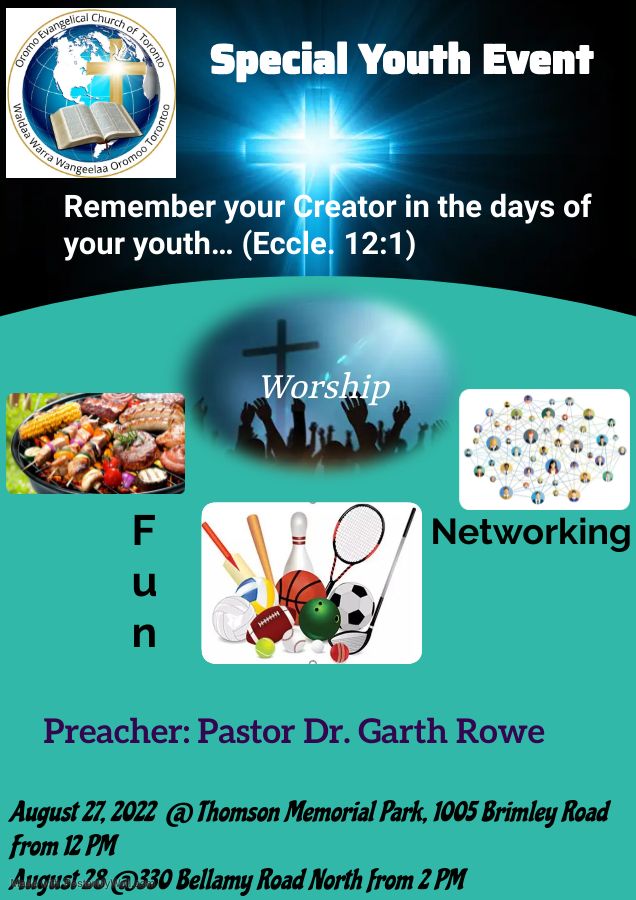 Oromo Evangelical Church of Toronto
Waldaa Warra Wangeelaa Oromoo Torontoo
Special Youth Event
Remember your Creator in the days of
your youth... (Eccle. 12:1)
Worship
Networking
F
u
n
Preacher: Pastor Dr. Garth Rowe
August 27, 2022 @ Thomson Memorial Park, 1005 Brimley Road
From 12 PM
August 28 @330 Bellamy Road North from 2 PM